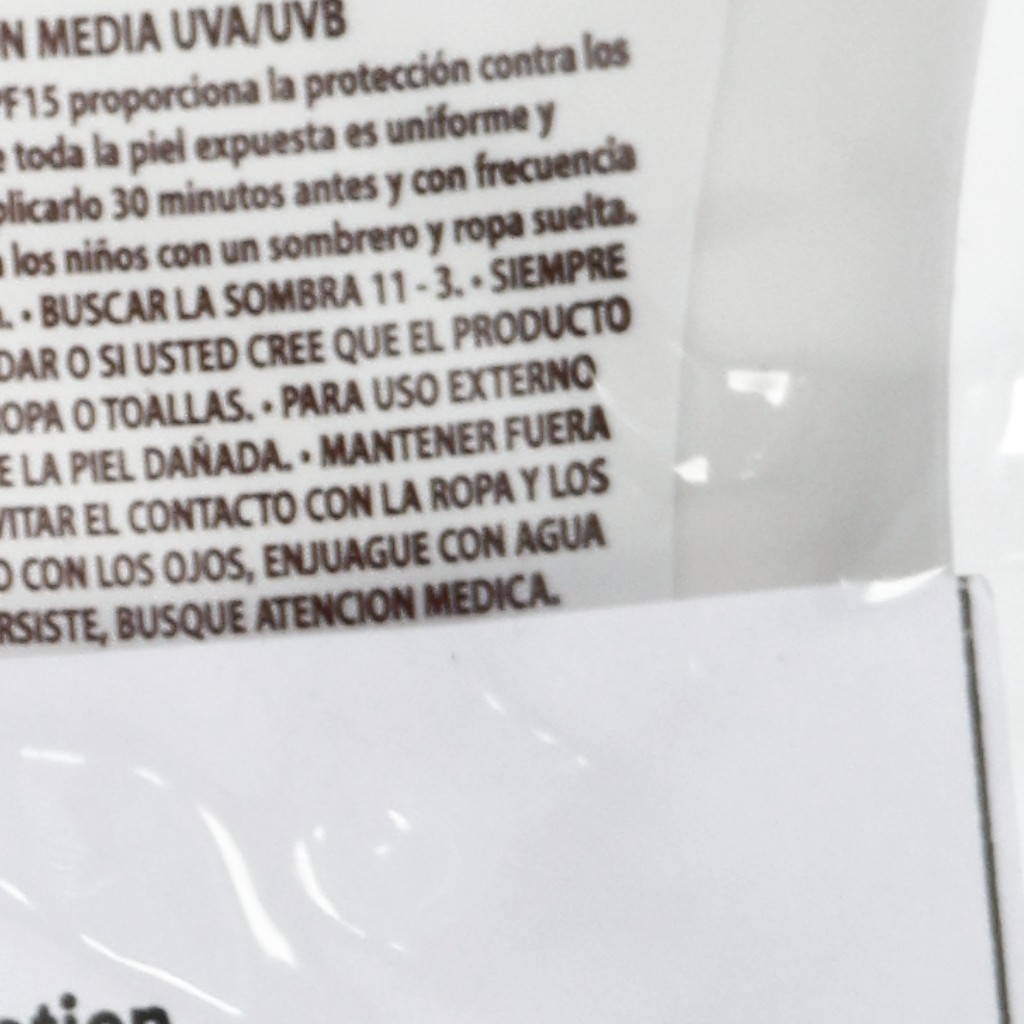 N MEDIA UVA/UVB
PF15 proporciona la protección contra los
e toda la piel expuesta es uniforme y
plicarlo 30 minutos antes y con frecuencia
los niños con un sombrero y ropa suelta.
. • BUSCAR LA SOMBRA 11 - 3. • SIEMPRE
DAR O SI USTED CREE QUE EL PRODUCTO
OPA O TOALLAS. • PARA USO EXTERNO
E LA PIEL DAÑADA. • MANTENER FUERA
VITAR EL CONTACTO CON LA ROPA Y LOS
O CON LOS OJOS, ENJUAGUE CON AGUA
RSISTE, BUSQUE ATENCION MEDICA.
ation